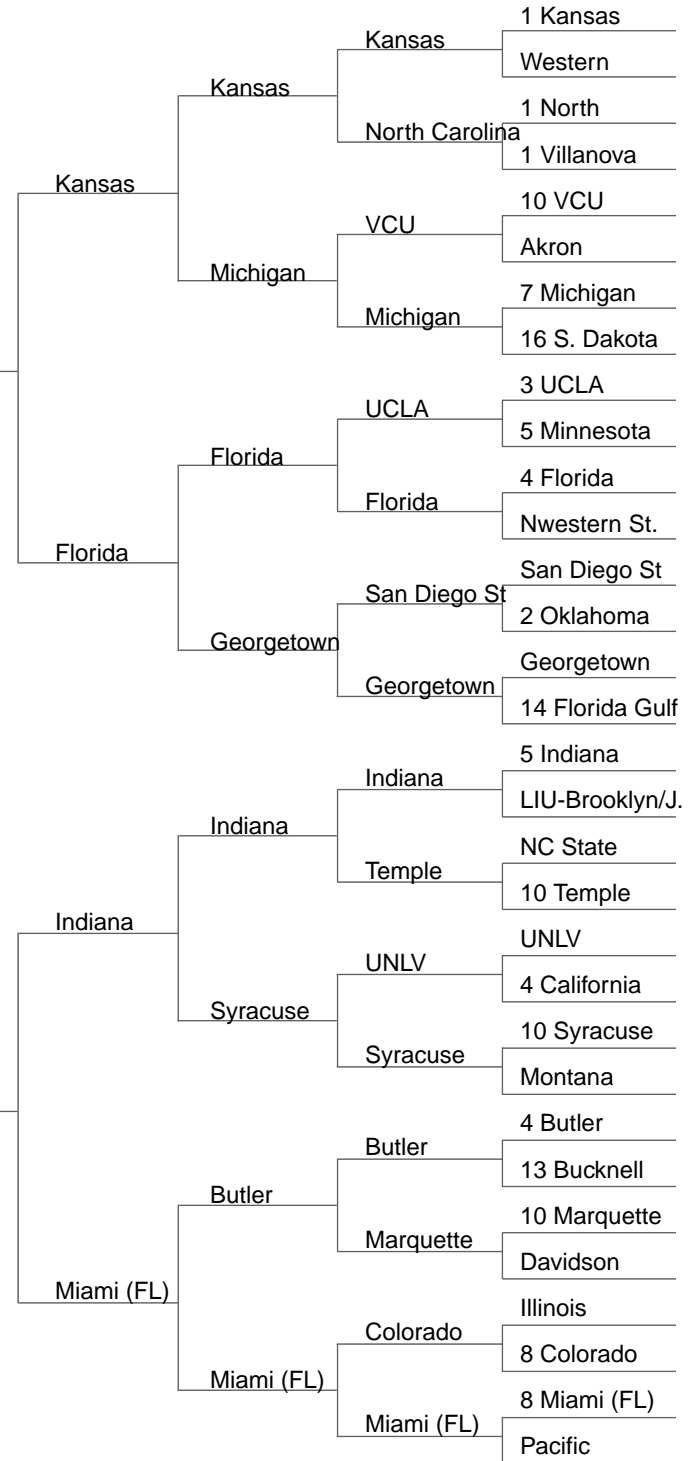 1 Kansas
Kansas
Western
Kansas
1 North
North Carolina
1 Villanova
Kansas
10 VCU
VCU
Akron
Michigan
7 Michigan
Michigan
16 S. Dakota
3 UCLA
UCLA
5 Minnesota
Florida
4 Florida
Florida
Nwestern St.
Florida
San Diego St
San Diego St
2 Oklahoma
Georgetown
Georgetown
Georgetown
14 Florida Gulf
5 Indiana
Indiana
LIU-Brooklyn/J.
Indiana
NC State
Temple
10 Temple
Indiana
UNLV
UNLV
4 California
Syracuse
10 Syracuse
Syracuse
Montana
4 Butler
Butler
13 Bucknell
Butler
10 Marquette
Marquette
Davidson
Miami (FL)
Illinois
Colorado
8 Colorado
Miami (FL)
8 Miami (FL)
Miami (FL)
Pacific